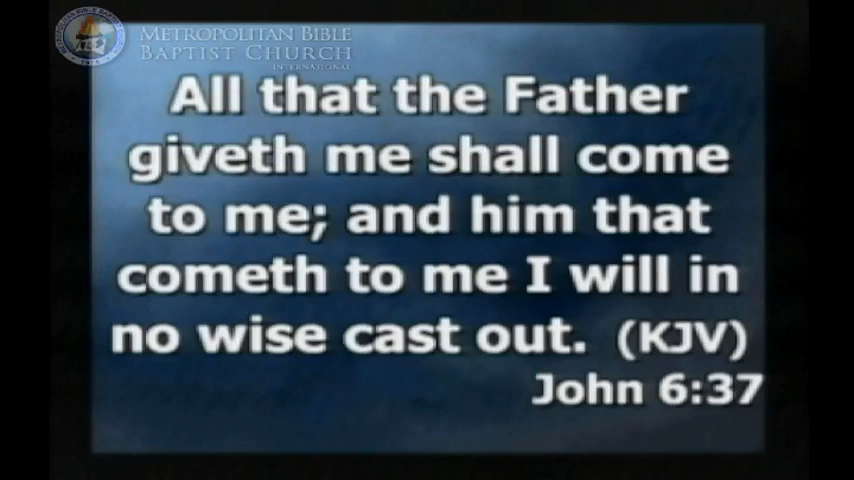 METROPOLITAN BIBLE
BAPTIST CHURCH
INTERNATIONAL
All that the Father
giveth me shall come
to me; and him that
cometh to me I will in
no wise cast out. (KJV)
John 6:37